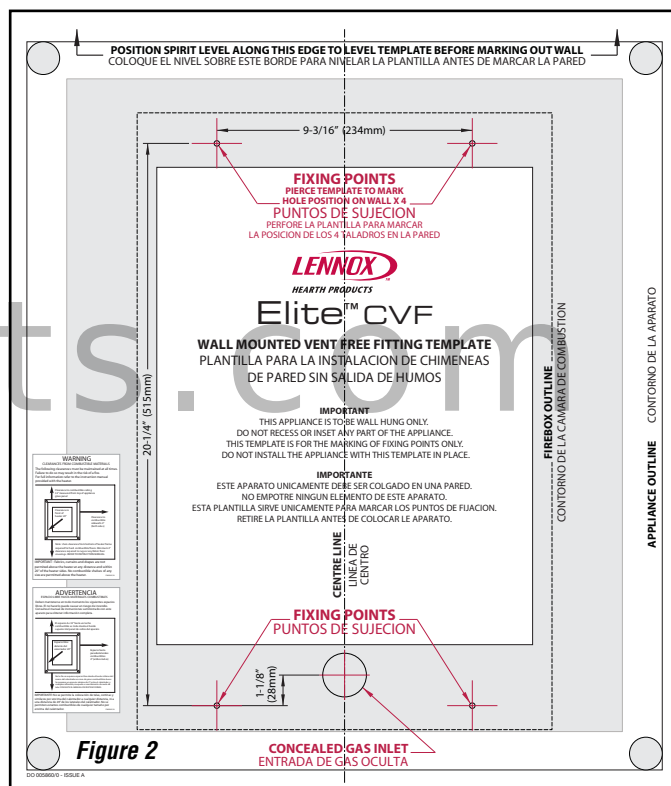 POSITION SPIRIT LEVEL ALONG THIS EDGE TO LEVEL TEMPLATE BEFORE MARKING OUT WALL
COLOQUE EL NIVEL SOBRE ESTE BORDE PARA NIVELAR LA PLANTILLA ANTES DE MARCAR LA PARED
9-3/16" (234mm)
FIXING POINTS
PIERCE TEMPLATE TO MARK
HOLE POSITION ON WALL X 4
PUNTOS DE SUJECION
PERFORE LA PLANTILLA PARA MARCAR
LA POSICION DE LOS 4 TALADROS EN LA PARED
LENNOX
HEARTH PRODUCTS
Elite™ CVF
WALL MOUNTED VENT FREE FITTING TEMPLATE
PLANTILLA PARA LA INSTALACION DE CHIMENEAS
DE PARED SIN SALIDA DE HUMOS
ts.com
20-1/4" (515mm)
IMPORTANT
THIS APPLIANCE IS TO BE WALL HUNG ONLY.
DO NOT RECESS OR INSET ANY PART OF THE APPLIANCE.
THIS TEMPLATE IS FOR THE MARKING OF FIXING POINTS ONLY.
DO NOT INSTALL THE APPLIANCE WITH THIS TEMPLATE IN PLACE.
IMPORTANTE
ESTE APARATO UNICAMENTE DEBE SER COLGADO EN UNA PARED.
NO EMPOTRE NINGUN ELEMENTO DE ESTE APARATO.
ESTA PLANTILLA SIRVE UNICAMENTE PARA MARCAR LOS PUNTOS DE FIJACION.
RETIRE LA PLANTILLA ANTES DE COLOCAR LE APARATO.
CENTRE LINE
LINEA DE
CENTRO
FIREBOX OUTLINE
CONTORNO DE LA CAMARA DE COMBUSTION
APPLIANCE OUTLINE CONTORNO DE LA APARATO
WARNING
CLEARANCES FROM COMBUSTIBLE MATERIALS
ADVERTENCIA
FIXING POINTS
PUNTOS DE SUJECION
1-1/8"
(28mm)
CONCEALED GAS INLET
ENTRADA DE GAS OCULTA
Figure 2
DO 005860/0 - ISSUE A